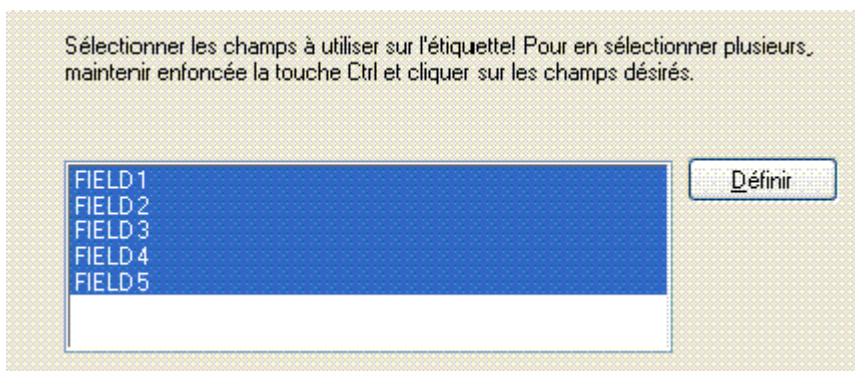 Sélectionner les champs à utiliser sur l'étiquette! Pour en sélectionner plusieurs,
maintenir enfoncée la touche Ctrl et cliquer sur les champs désirés.
FIELD1
Définir
FIELD2
FIELD3
FIELD4
FIELD5